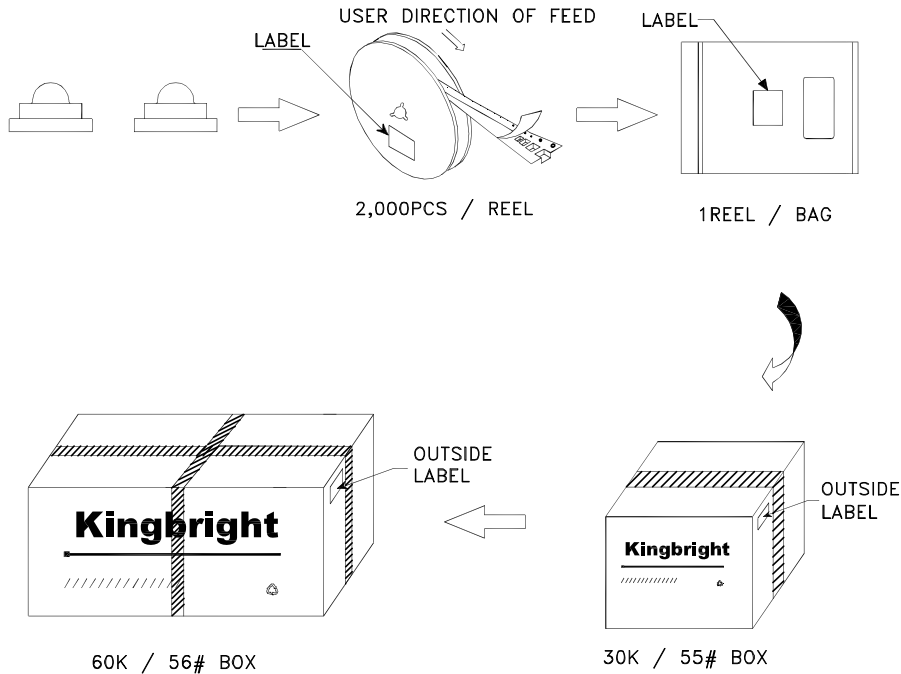 USER DIRECTION OF FEED
LABEL
LABEL
2,000PCS / REEL
1REEL / BAG
OUTSIDE
LABEL
Kingbright
60K / 56# BOX
OUTSIDE
LABEL
Kingbright
30K / 55# BOX